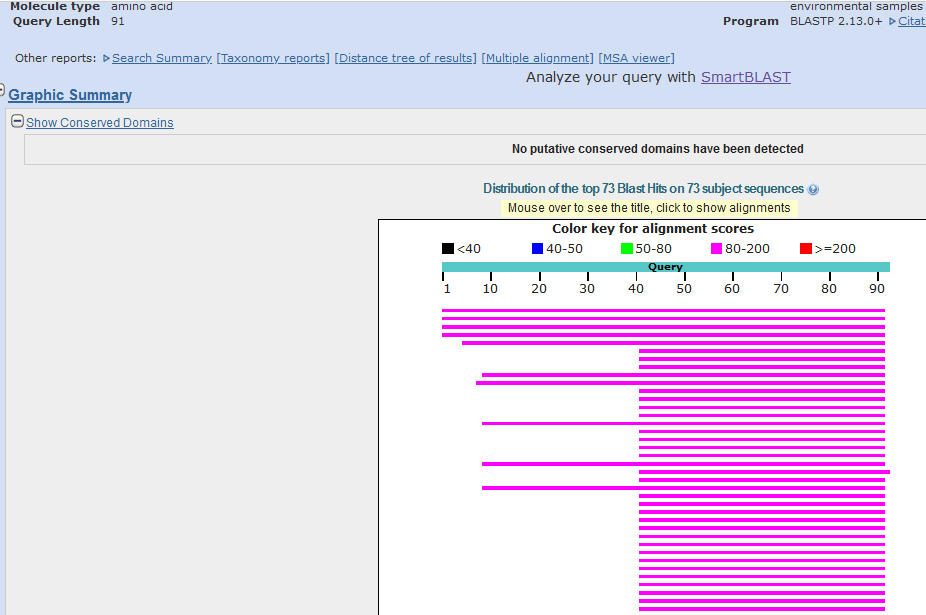 Molecule type amino acid
environmental samples
Query Length 91
Program BLASTP 2.13.0+ Citat
Other reports: Search Summary [Taxonomy reports] [Distance tree of results] [Multiple alignment] [MSA viewer]
Analyze your query with SmartBLAST
Graphic Summary
Show Conserved Domains
No putative conserved domains have been detected
Distribution of the top 73 Blast Hits on 73 subject sequences
Mouse over to see the title, click to show alignments
Color key for alignment scores
<40 40-50 50-80 80-200 >=200
Query
1 10 20 30 40 50 60 70 80 90